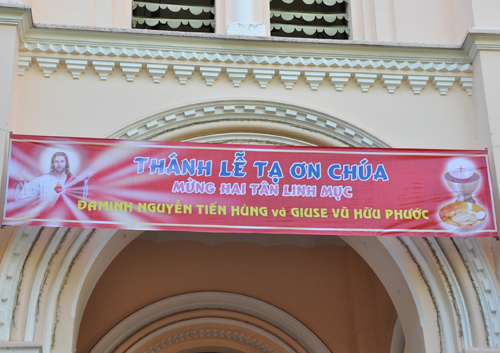 THÁNH LỄ TẠ ƠN CHÚA
MỪNG HAI TÂN LINH MỤC
ĐAMINH NGUYỄN TIẾN HÙNG và GIUSE VŨ HỮU PHƯỚC